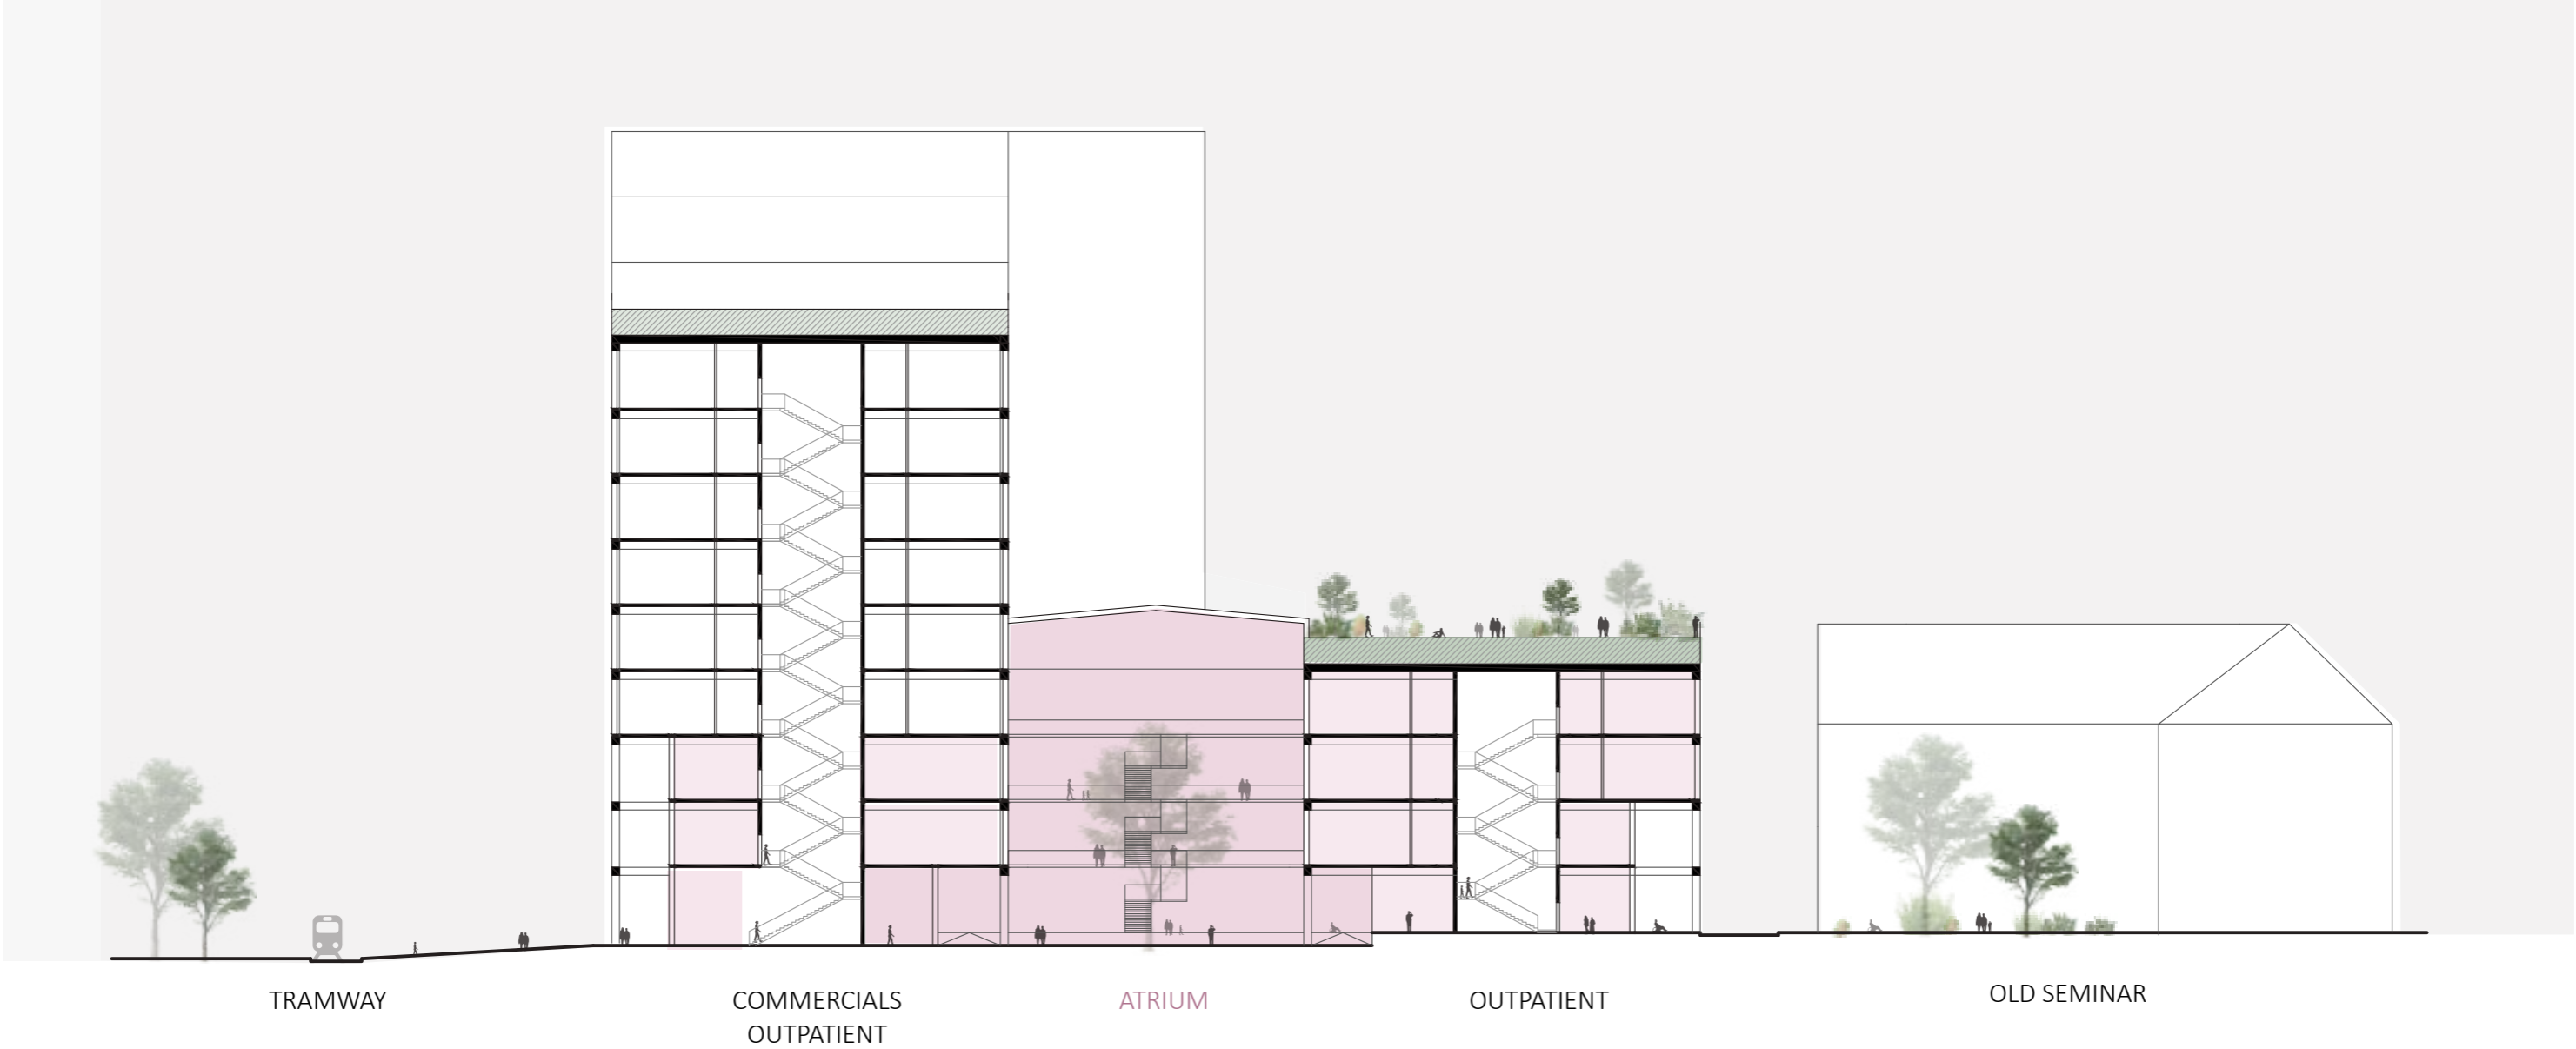 TRAMWAY
COMMERCIALS
OUTPATIENT
ATRIUM
OUTPATIENT
OLD SEMINAR